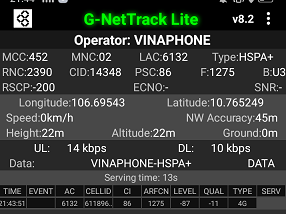 G-NetTrack Lite v8.2
Operator: VINAPHONE
MCC:452 MNC:02 LAC:6132 Type:HSPA+
RNC:2390 CID:14348 PSC:86 F:1275 B:U3
RSCP:-200 ECNO:- SNR:-
Longitude:106.69543 Latitude:10.765249
Speed:0km/h NW Accuracy:45m
Height:22m Altitude:22m Ground:0m
UL: 14 kbps DL: 10 kbps
Data: VINAPHONE-HSPA+ DATA
Serving time: 13s
TIME EVENT AC CELLID CI ARFCN LEVEL QUAL TYPE SERV
21:43:51 6132 611896... 86 1275 -87 -11 4G